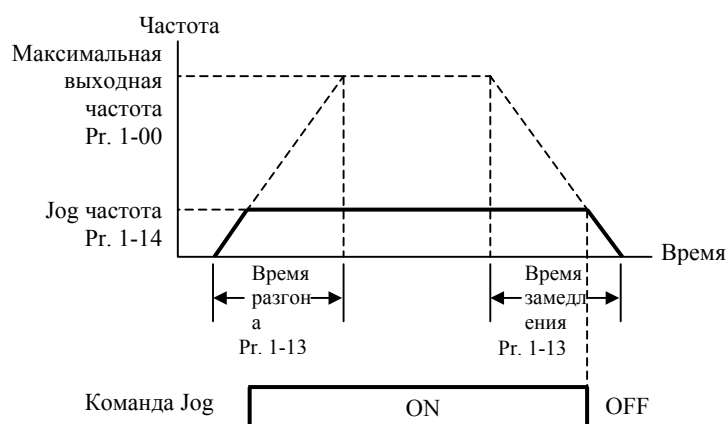 Частота
Максимальная
выходная
частота
Pr. 1-00
Jog частота
Pr. 1-14
Время
Время
разгон
а
Pr. 1-13
Время
замедл
ения
Pr. 1-13
Команда Jog
ON
OFF